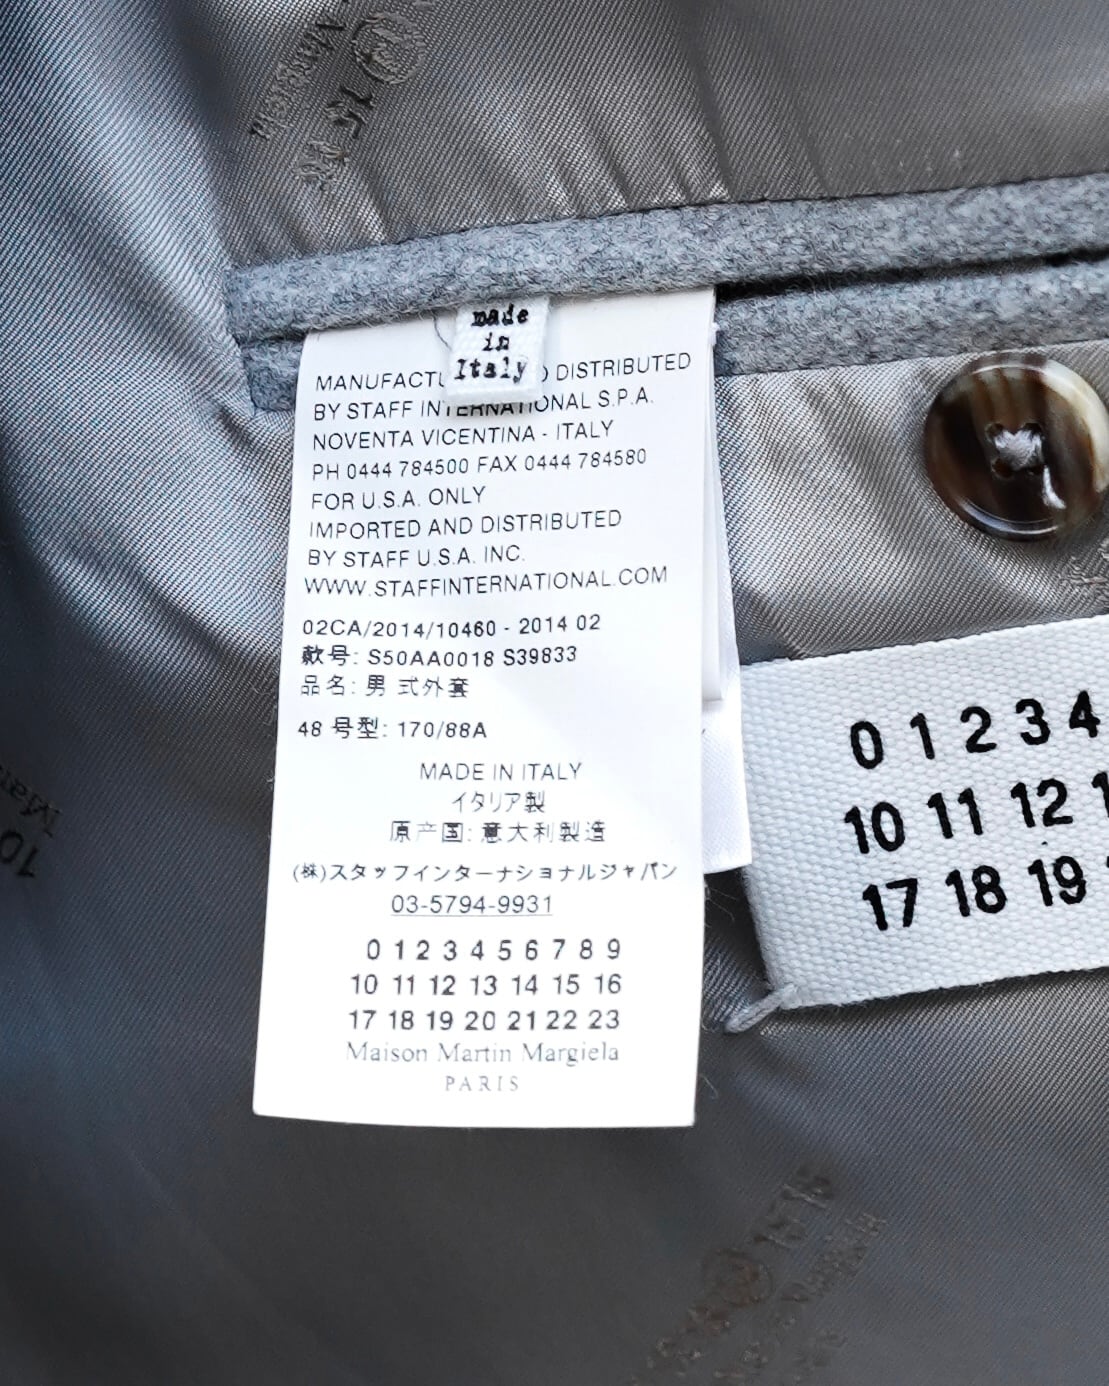 made
in
Italy
MANUFACTU D DISTRIBUTED
BY STAFF INTERNATIONAL S.P.A.
NOVENTA VICENTINA - ITALY
PH 0444 784500 FAX 0444 784580
FOR U.S.A. ONLY
IMPORTED AND DISTRIBUTED
BY STAFF U.S.A. INC.
WWW.STAFFINTERNATIONAL.COM
02CA/2014/10460 - 2014 02
款号: S50AA0018 S39833
品名: 男 式外套
48 号型: 170/88A
MADE IN ITALY
イタリア製
原产国: 意大利製造
(株)スタッフインターナショナルジャパン
03-5794-9931
0 1 2 3 4 5 6 7 8 9
10 11 12 13 14 15 16
17 18 19 20 21 22 23
Maison Martin Margiela
PARIS
0 1 2 3 4
10 11 12 1
17 18 19